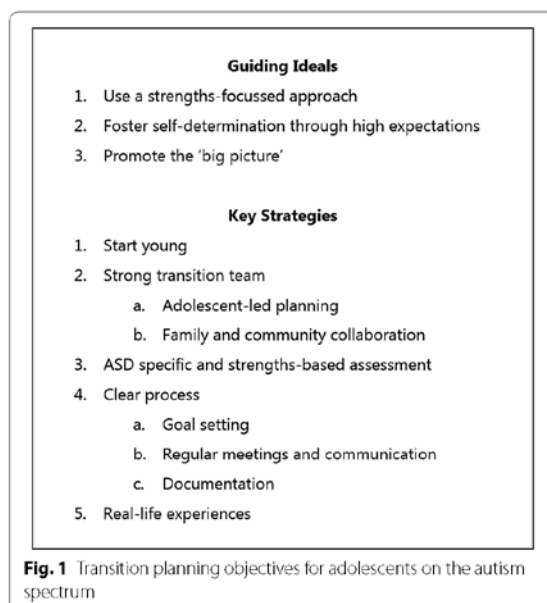 Guiding Ideals
1. Use a strengths-focussed approach
2. Foster self-determination through high expectations
3. Promote the 'big picture'
Key Strategies
1. Start young
2. Strong transition team
a. Adolescent-led planning
b. Family and community collaboration
3. ASD specific and strengths-based assessment
4. Clear process
a. Goal setting
b. Regular meetings and communication
c. Documentation
5. Real-life experiences
Fig. 1 Transition planning objectives for adolescents on the autism
spectrum